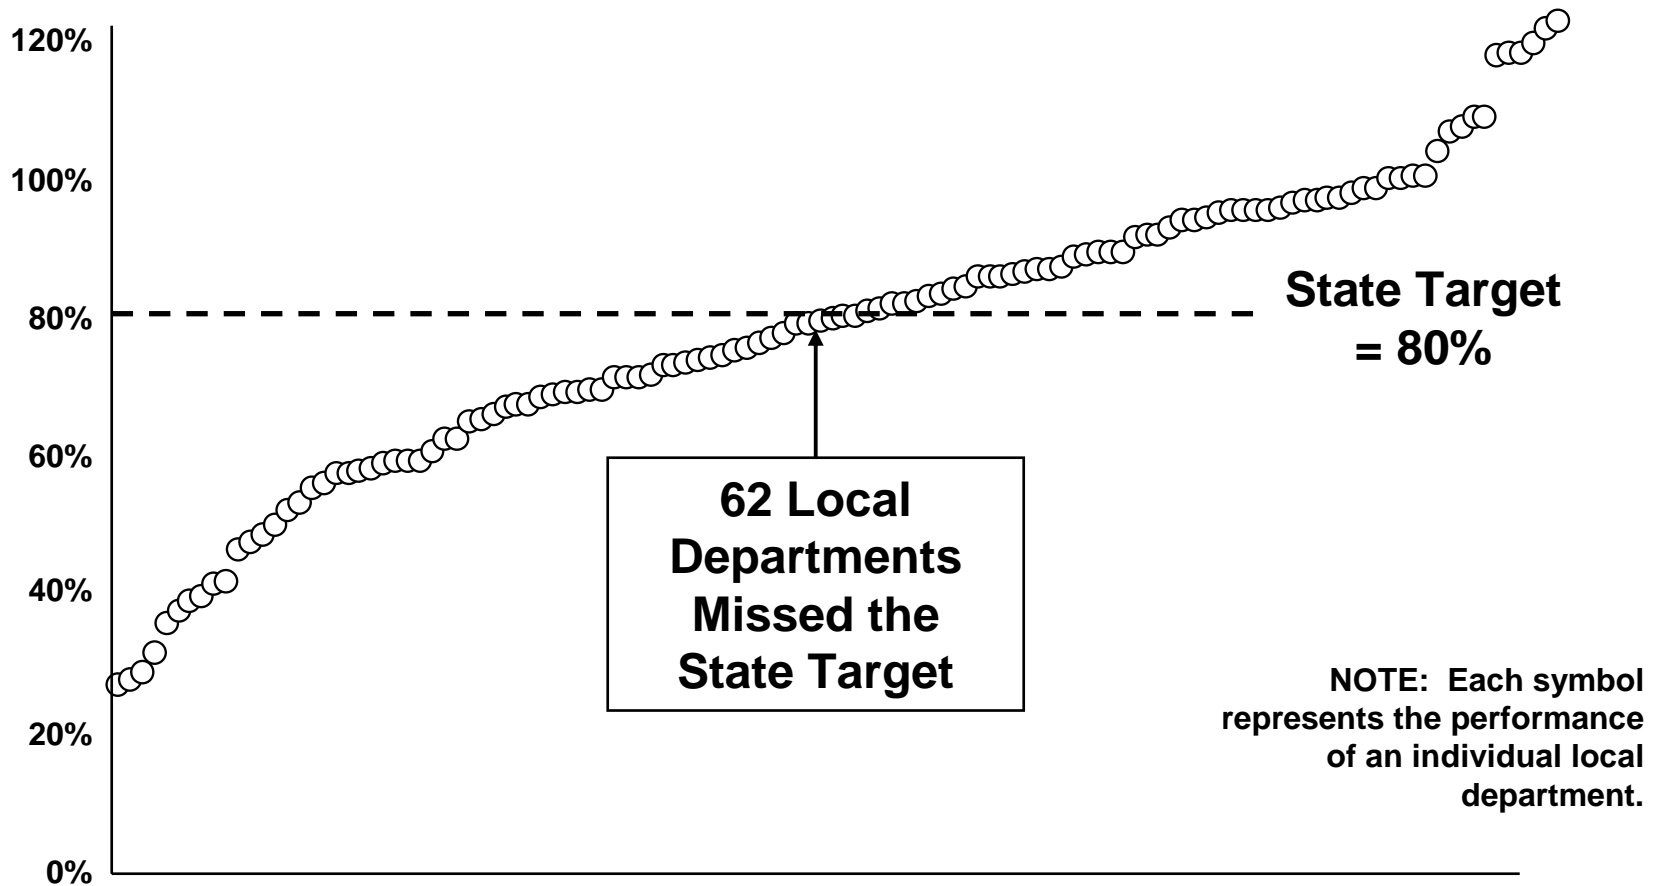 120%
100%
80%
60%
40%
20%
0%
State Target
= 80%
62 Local
Departments
Missed the
State Target
NOTE:  Each symbol
represents the performance
of an individual local
department.